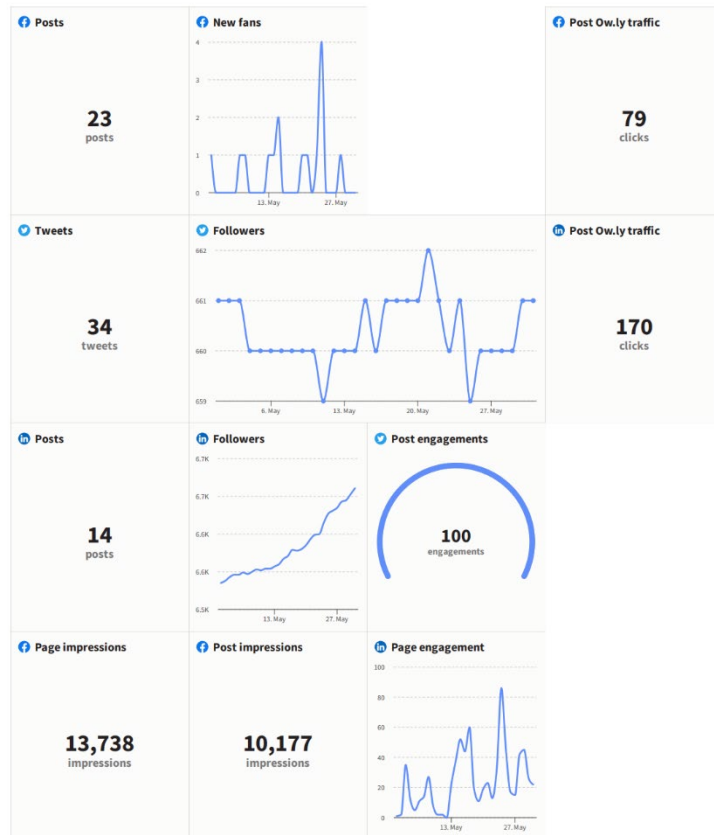 Posts
23
posts
New fans
4
3
2
1
0
13. May
27. May
Post Ow.ly traffic
79
clicks
Tweets
34
tweets
Followers
662
661
660
659
6. May
13. May
20. May
27. May
Post Ow.ly traffic
170
clicks
Posts
14
posts
Followers
6.7K
6.7K
6.6K
6.6K
6.5K
13. May
27. May
Post engagements
100
engagements
Page impressions
13,738
impressions
Post impressions
10,177
impressions
Page engagement
100
80
60
40
20
0
13. May
27. May